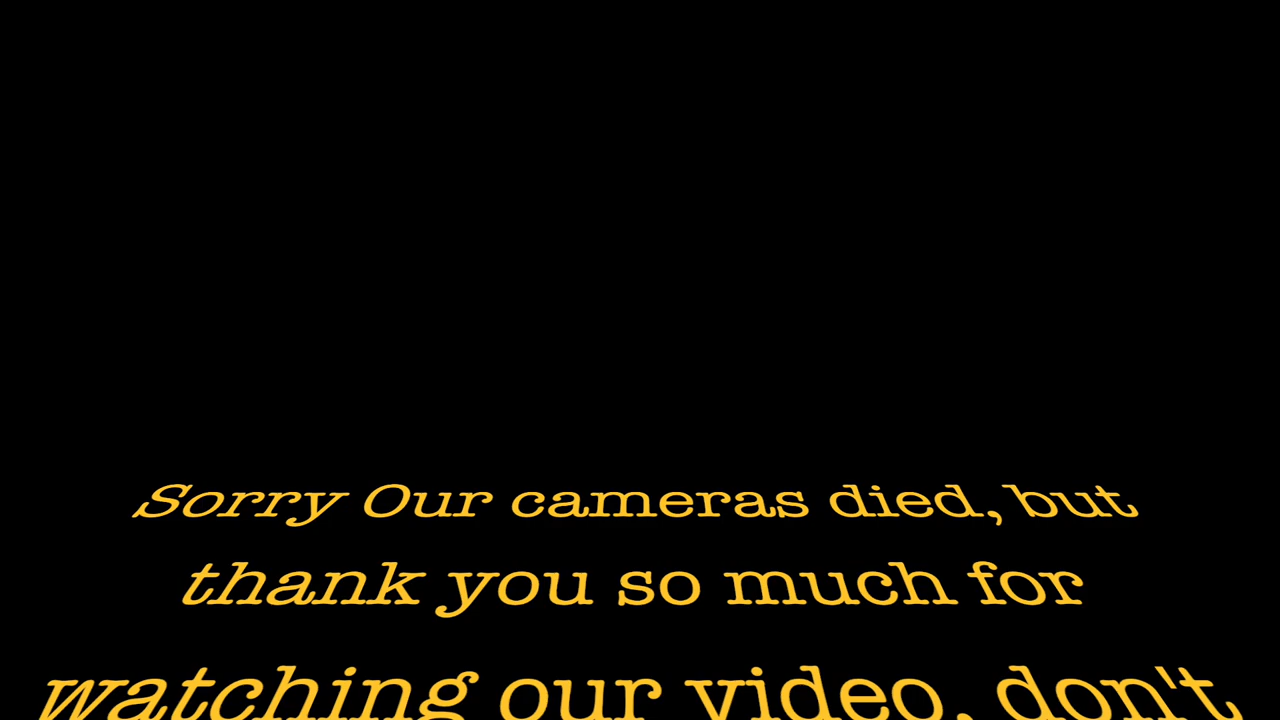 Sorry Our cameras died, but
thank you so much for
watching our video, don't